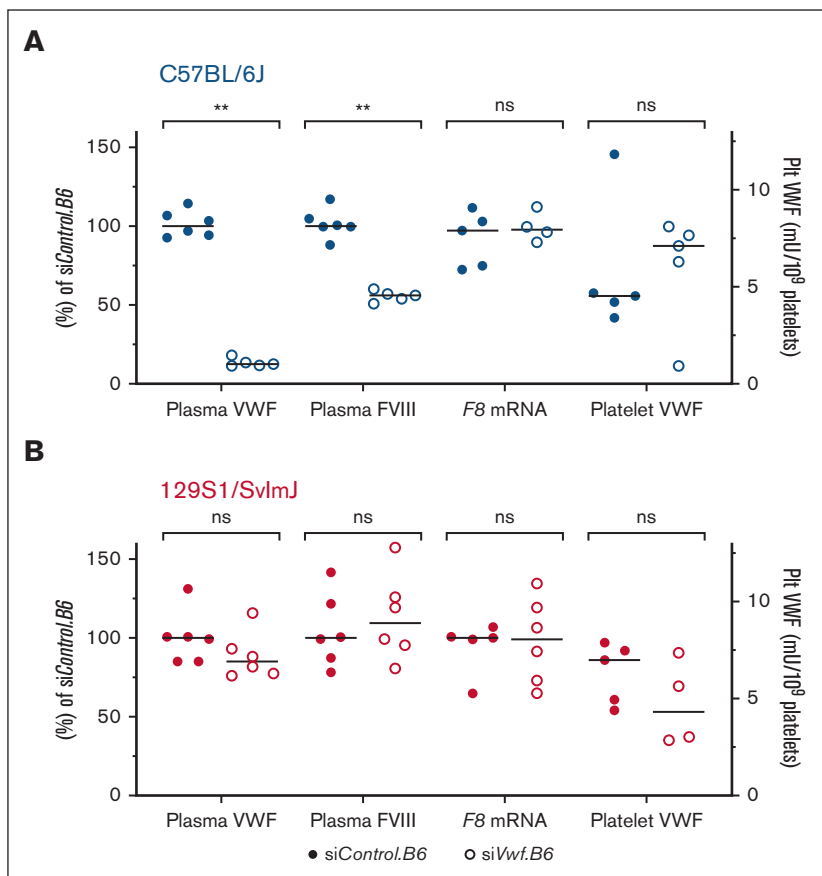 A
C57BL/6J
** ** ns ns
150
100
50
0
10
5
0
(%) of siControl.B6
Plt VWF (mU/10⁹ platelets)
Plasma VWF Plasma FVIII F8 mRNA Platelet VWF
B
129S1/SvlmJ
ns ns ns ns
150
100
50
0
10
5
0
(%) of siControl.B6
Plt VWF (mU/10⁹ platelets)
Plasma VWF Plasma FVIII F8 mRNA Platelet VWF
siControl.B6 siVwf.B6